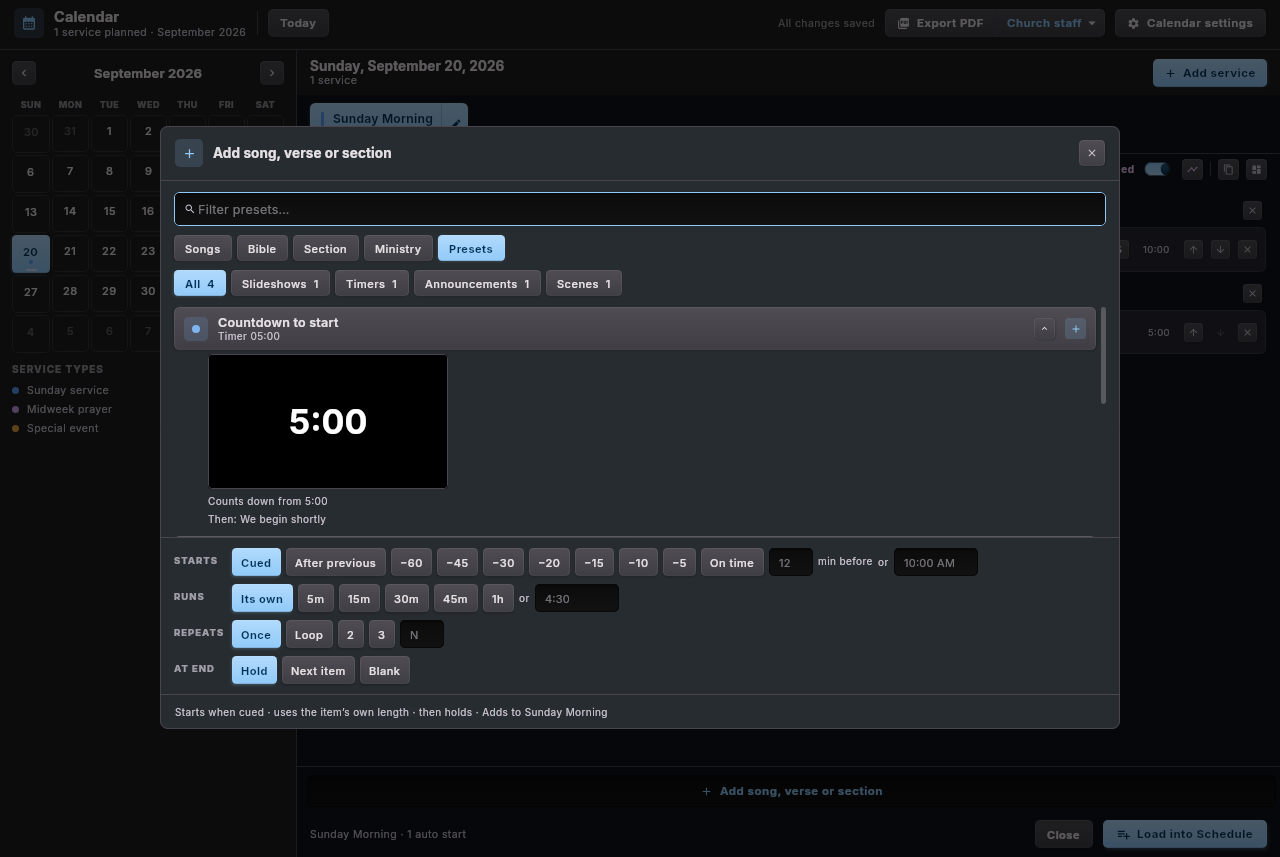 Calendar
1 service planned · September 2026
Today
All changes saved
Export PDF
Church staff
Calendar settings
September 2026
SUN MON TUE WED THU FRI SAT
30 31 1 2
6 7 8 9
13 14 15 16
20 21 22 23
27 28 29 30
4 5 6 7
SERVICE TYPES
Sunday service
Midweek prayer
Special event
Sunday, September 20, 2026
1 service
Add service
Sunday Morning
ed
10:00
5:00
Add song, verse or section
Filter presets...
Songs Bible Section Ministry Presets
All 4 Slideshows 1 Timers 1 Announcements 1 Scenes 1
Countdown to start
Timer 05:00
5:00
Counts down from 5:00
Then: We begin shortly
STARTS Cued After previous −60 −45 −30 −20 −15 −10 −5 On time 12 min before or 10:00 AM
RUNS Its own 5m 15m 30m 45m 1h or 4:30
REPEATS Once Loop 2 3 N
AT END Hold Next item Blank
Starts when cued · uses the item's own length · then holds · Adds to Sunday Morning
Add song, verse or section
Sunday Morning · 1 auto start
Close
Load into Schedule